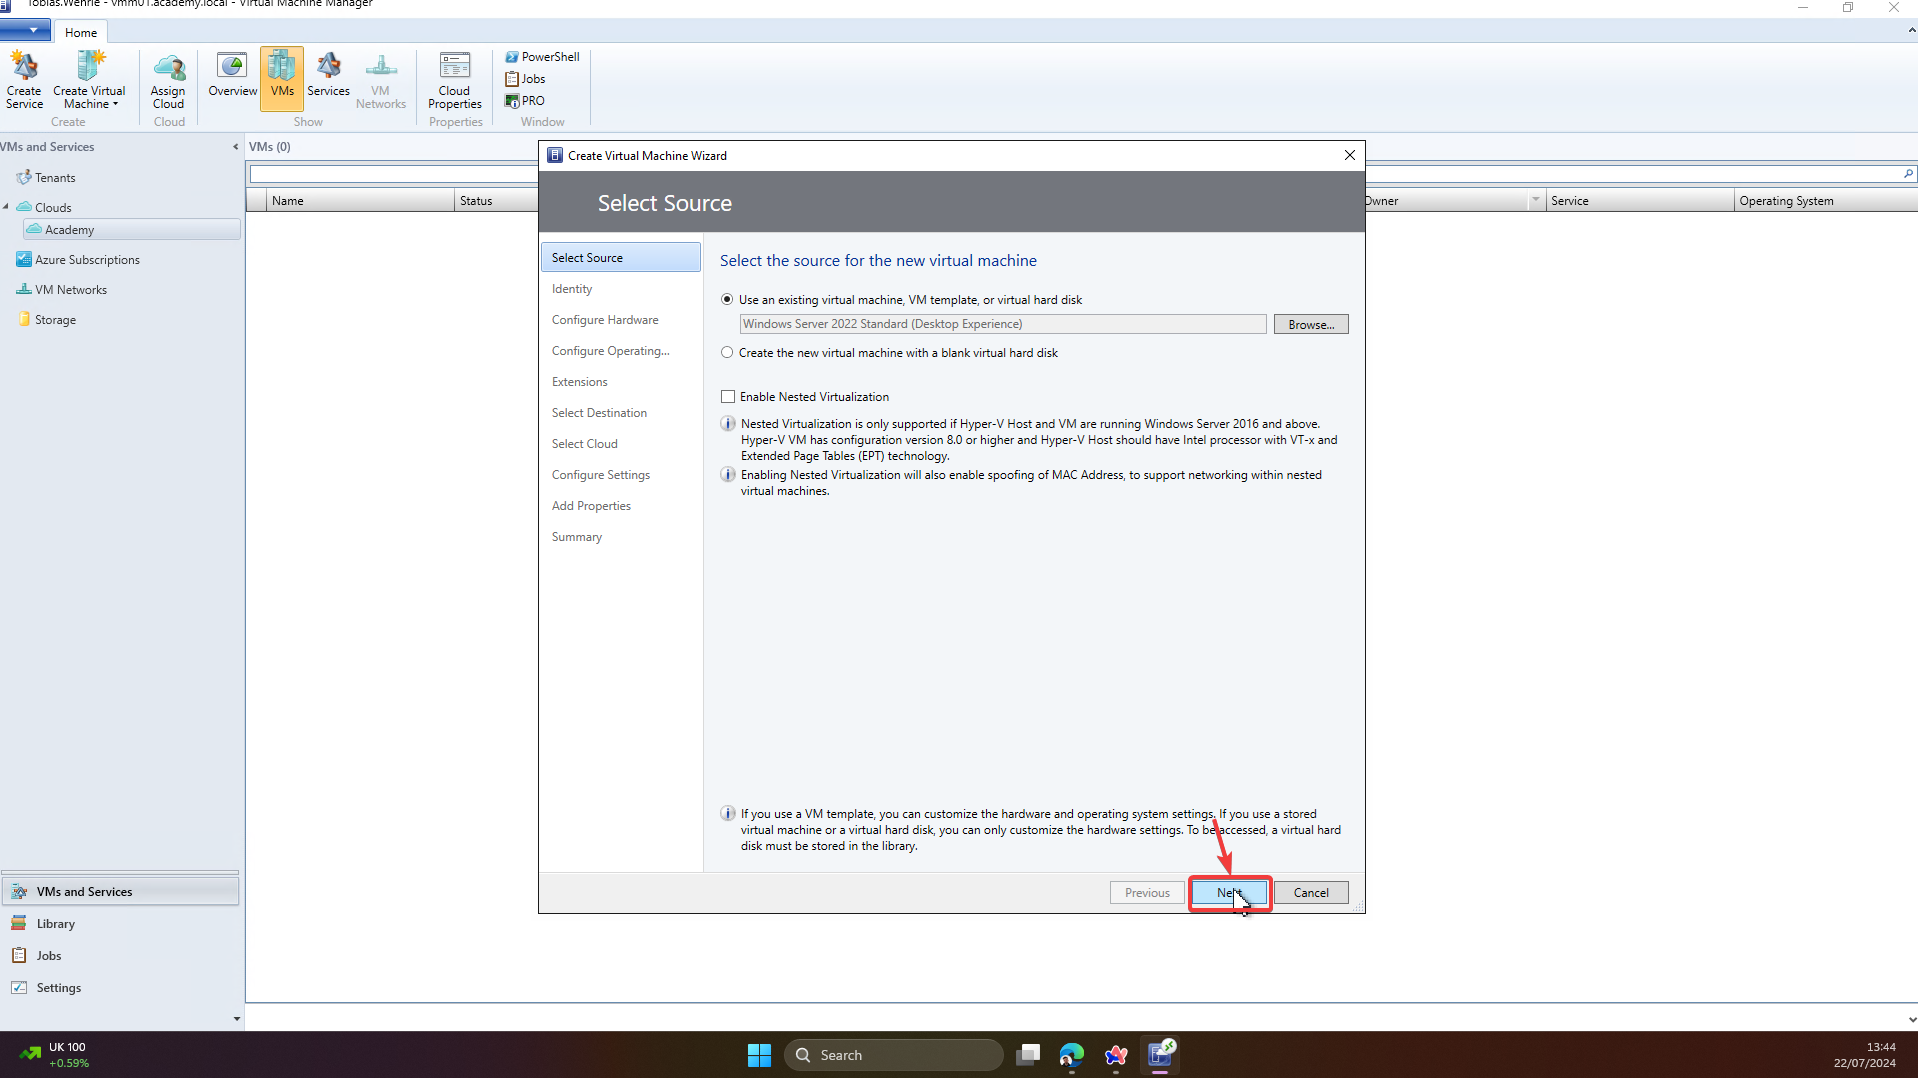 Tobias.Wehrle - vmm01.academy.local - Virtual Machine Manager
Home
Create Service
Create Virtual Machine
Create
Assign Cloud
Cloud
Overview
VMs
Services
VM Networks
Show
Cloud Properties
Properties
PowerShell
Jobs
PRO
Window
VMs and Services
Tenants
Clouds
Academy
Azure Subscriptions
VM Networks
Storage
VMs and Services
Library
Jobs
Settings
VMs (0)
Name
Status
Owner
Service
Operating System
Create Virtual Machine Wizard
Select Source
Select Source
Identity
Configure Hardware
Configure Operating...
Extensions
Select Destination
Select Cloud
Configure Settings
Add Properties
Summary
Select the source for the new virtual machine
Use an existing virtual machine, VM template, or virtual hard disk
Windows Server 2022 Standard (Desktop Experience)
Browse...
Create the new virtual machine with a blank virtual hard disk
Enable Nested Virtualization
Nested Virtualization is only supported if Hyper-V Host and VM are running Windows Server 2016 and above.
Hyper-V VM has configuration version 8.0 or higher and Hyper-V Host should have Intel processor with VT-x and
Extended Page Tables (EPT) technology.
Enabling Nested Virtualization will also enable spoofing of MAC Address, to support networking within nested
virtual machines.
If you use a VM template, you can customize the hardware and operating system settings. If you use a stored
virtual machine or a virtual hard disk, you can only customize the hardware settings. To be accessed, a virtual hard
disk must be stored in the library.
Previous
Next
Cancel
UK 100
+0.59%
Search
13:44
22/07/2024